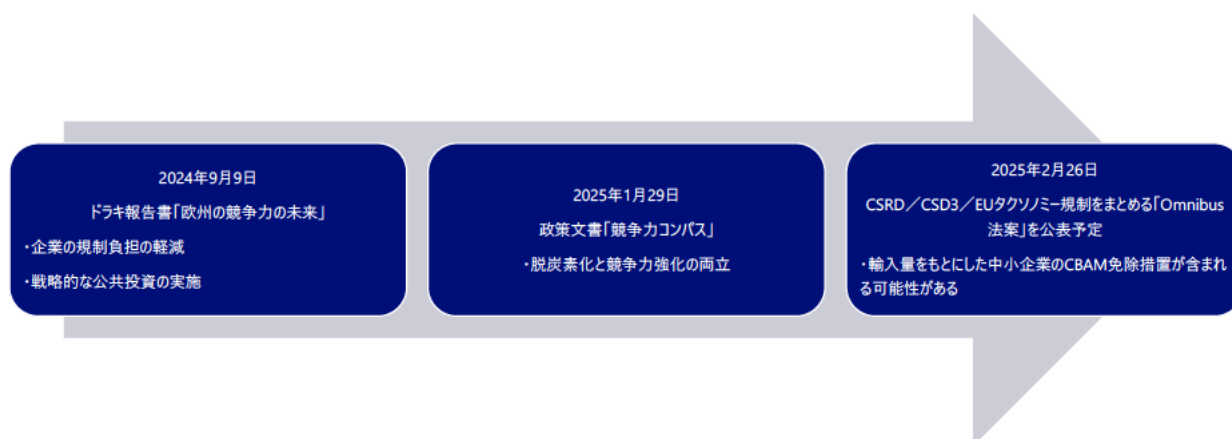 2024年9月9日
ドラキ報告書「欧州の競争力の未来」
・企業の規制負担の軽減
・戦略的な公共投資の実施
2025年1月29日
政策文書「競争力コンパス」
・脱炭素化と競争力強化の両立
2025年2月26日
CSRD／CSD3／EUタクソノミー規制をまとめる「Omnibus
法案」を公表予定
・輸入量をもとにした中小企業のCBAM免除措置が含まれ
る可能性がある